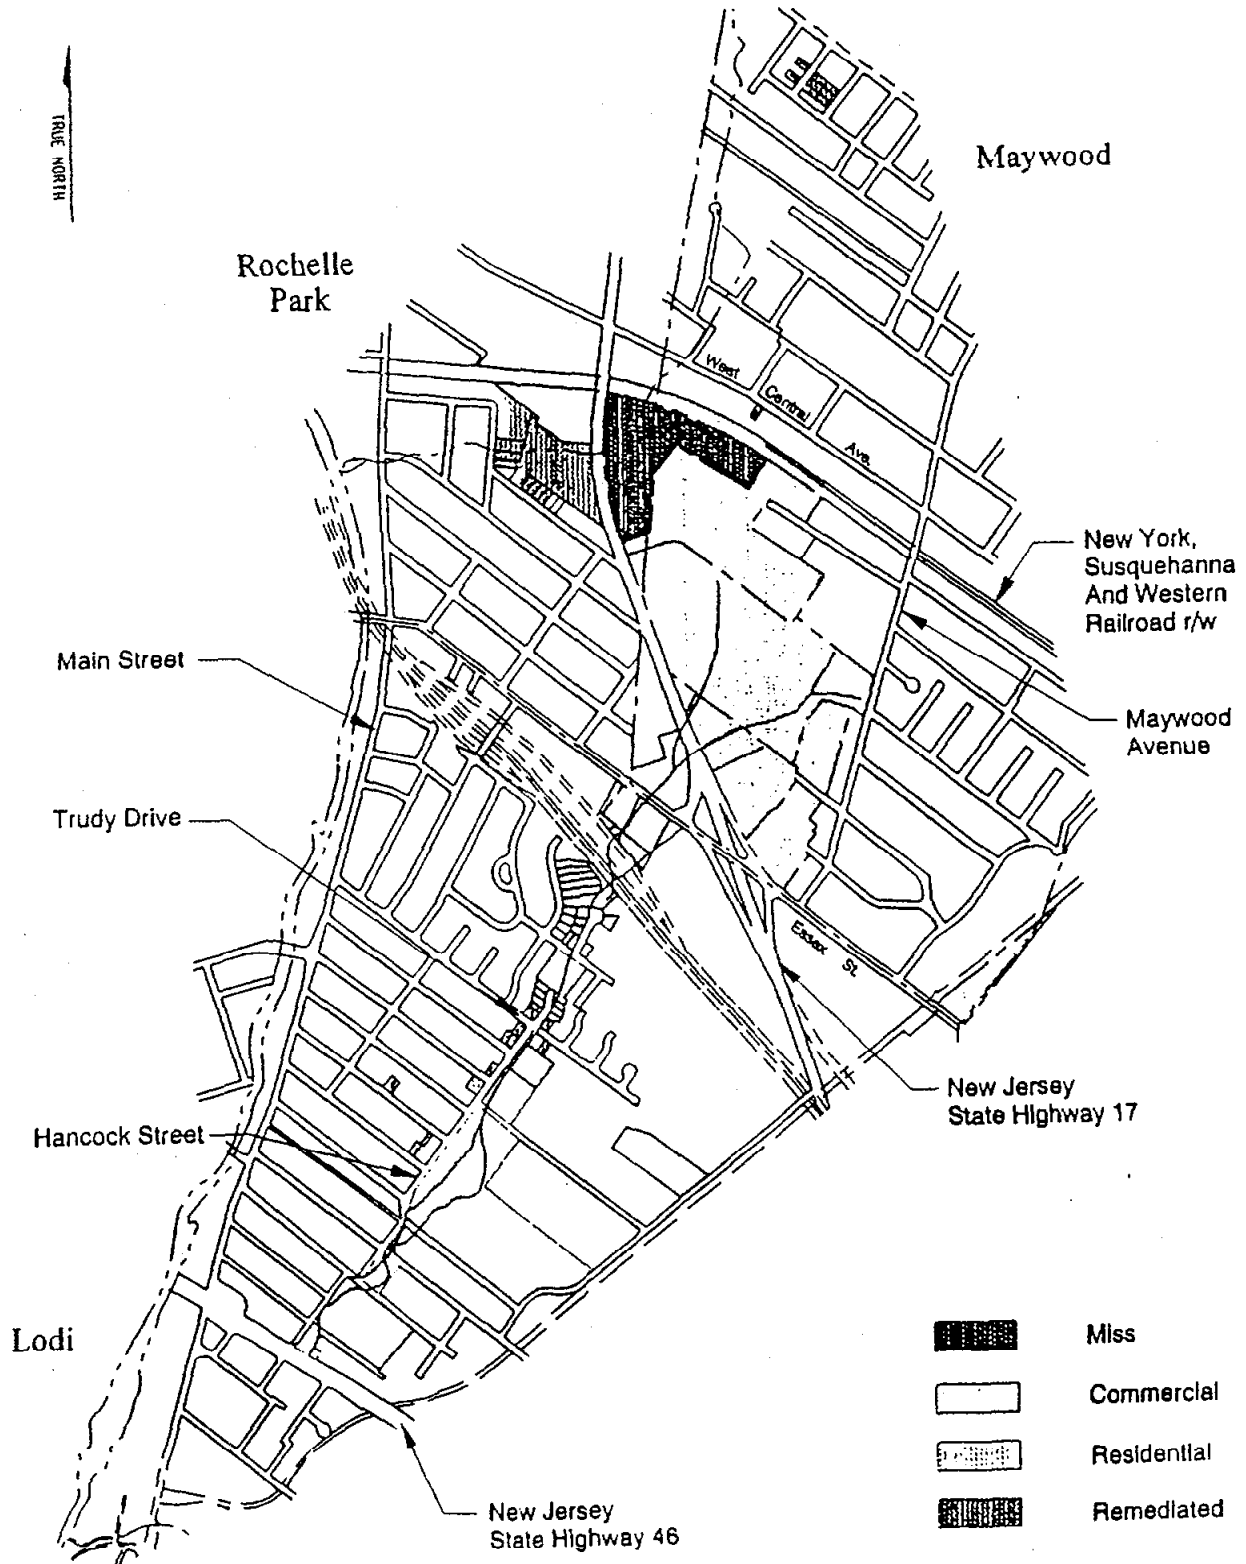 Maywood
TRUE NORTH
Rochelle
Park
West
Central
Ave.
New York,
Susquehanna
And Western
Railroad r/w
Main Street
Maywood
Avenue
Trudy Drive
Essex St.
New Jersey
State Highway 17
Hancock Street
Lodi
Miss
Commercial
Residential
Remediated
New Jersey
State Highway 46